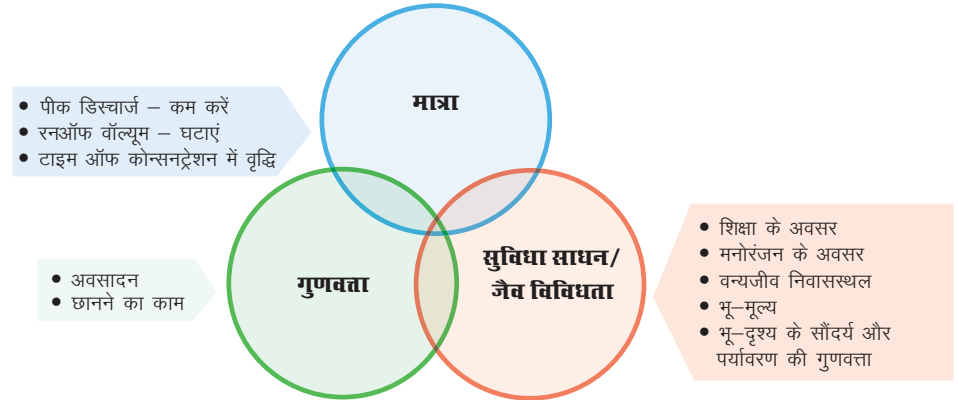 मात्रा
• पीक डिस्चार्ज – कम करें
• रनऑफ वॉल्यूम – घटाएं
• टाइम ऑफ कोन्सनट्रेशन में वृद्धि
गुणवत्ता
• अवसादन
• छानने का काम
सुविधा साधन/
जैव विविधता
• शिक्षा के अवसर
• मनोरंजन के अवसर
• वन्यजीव निवासस्थल
• भू–मूल्य
• भू–दृश्य के सौंदर्य और
पर्यावरण की गुणवत्ता